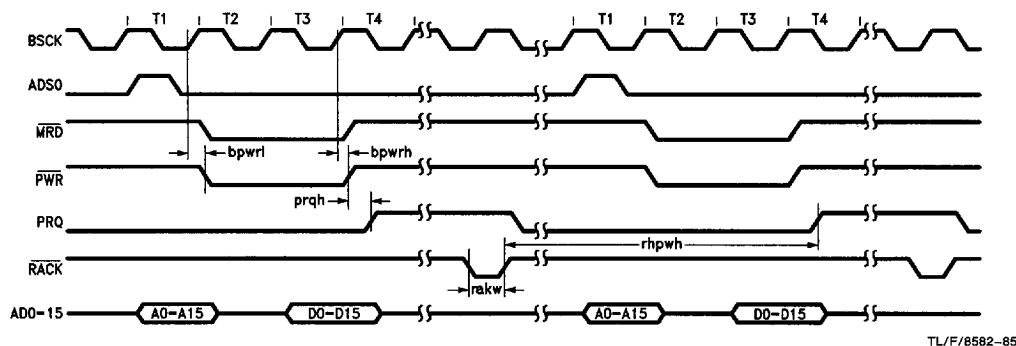 T1 T2 T3 T4 T1 T2 T3 T4
BSCK
ADS0
MRD
bpwrl bpwrh
PWR
prqh
PRQ
rhpwh
RACK
rakw
AD0-15 A0-A15 D0-D15 A0-A15 D0-D15
TL/F/8582-85